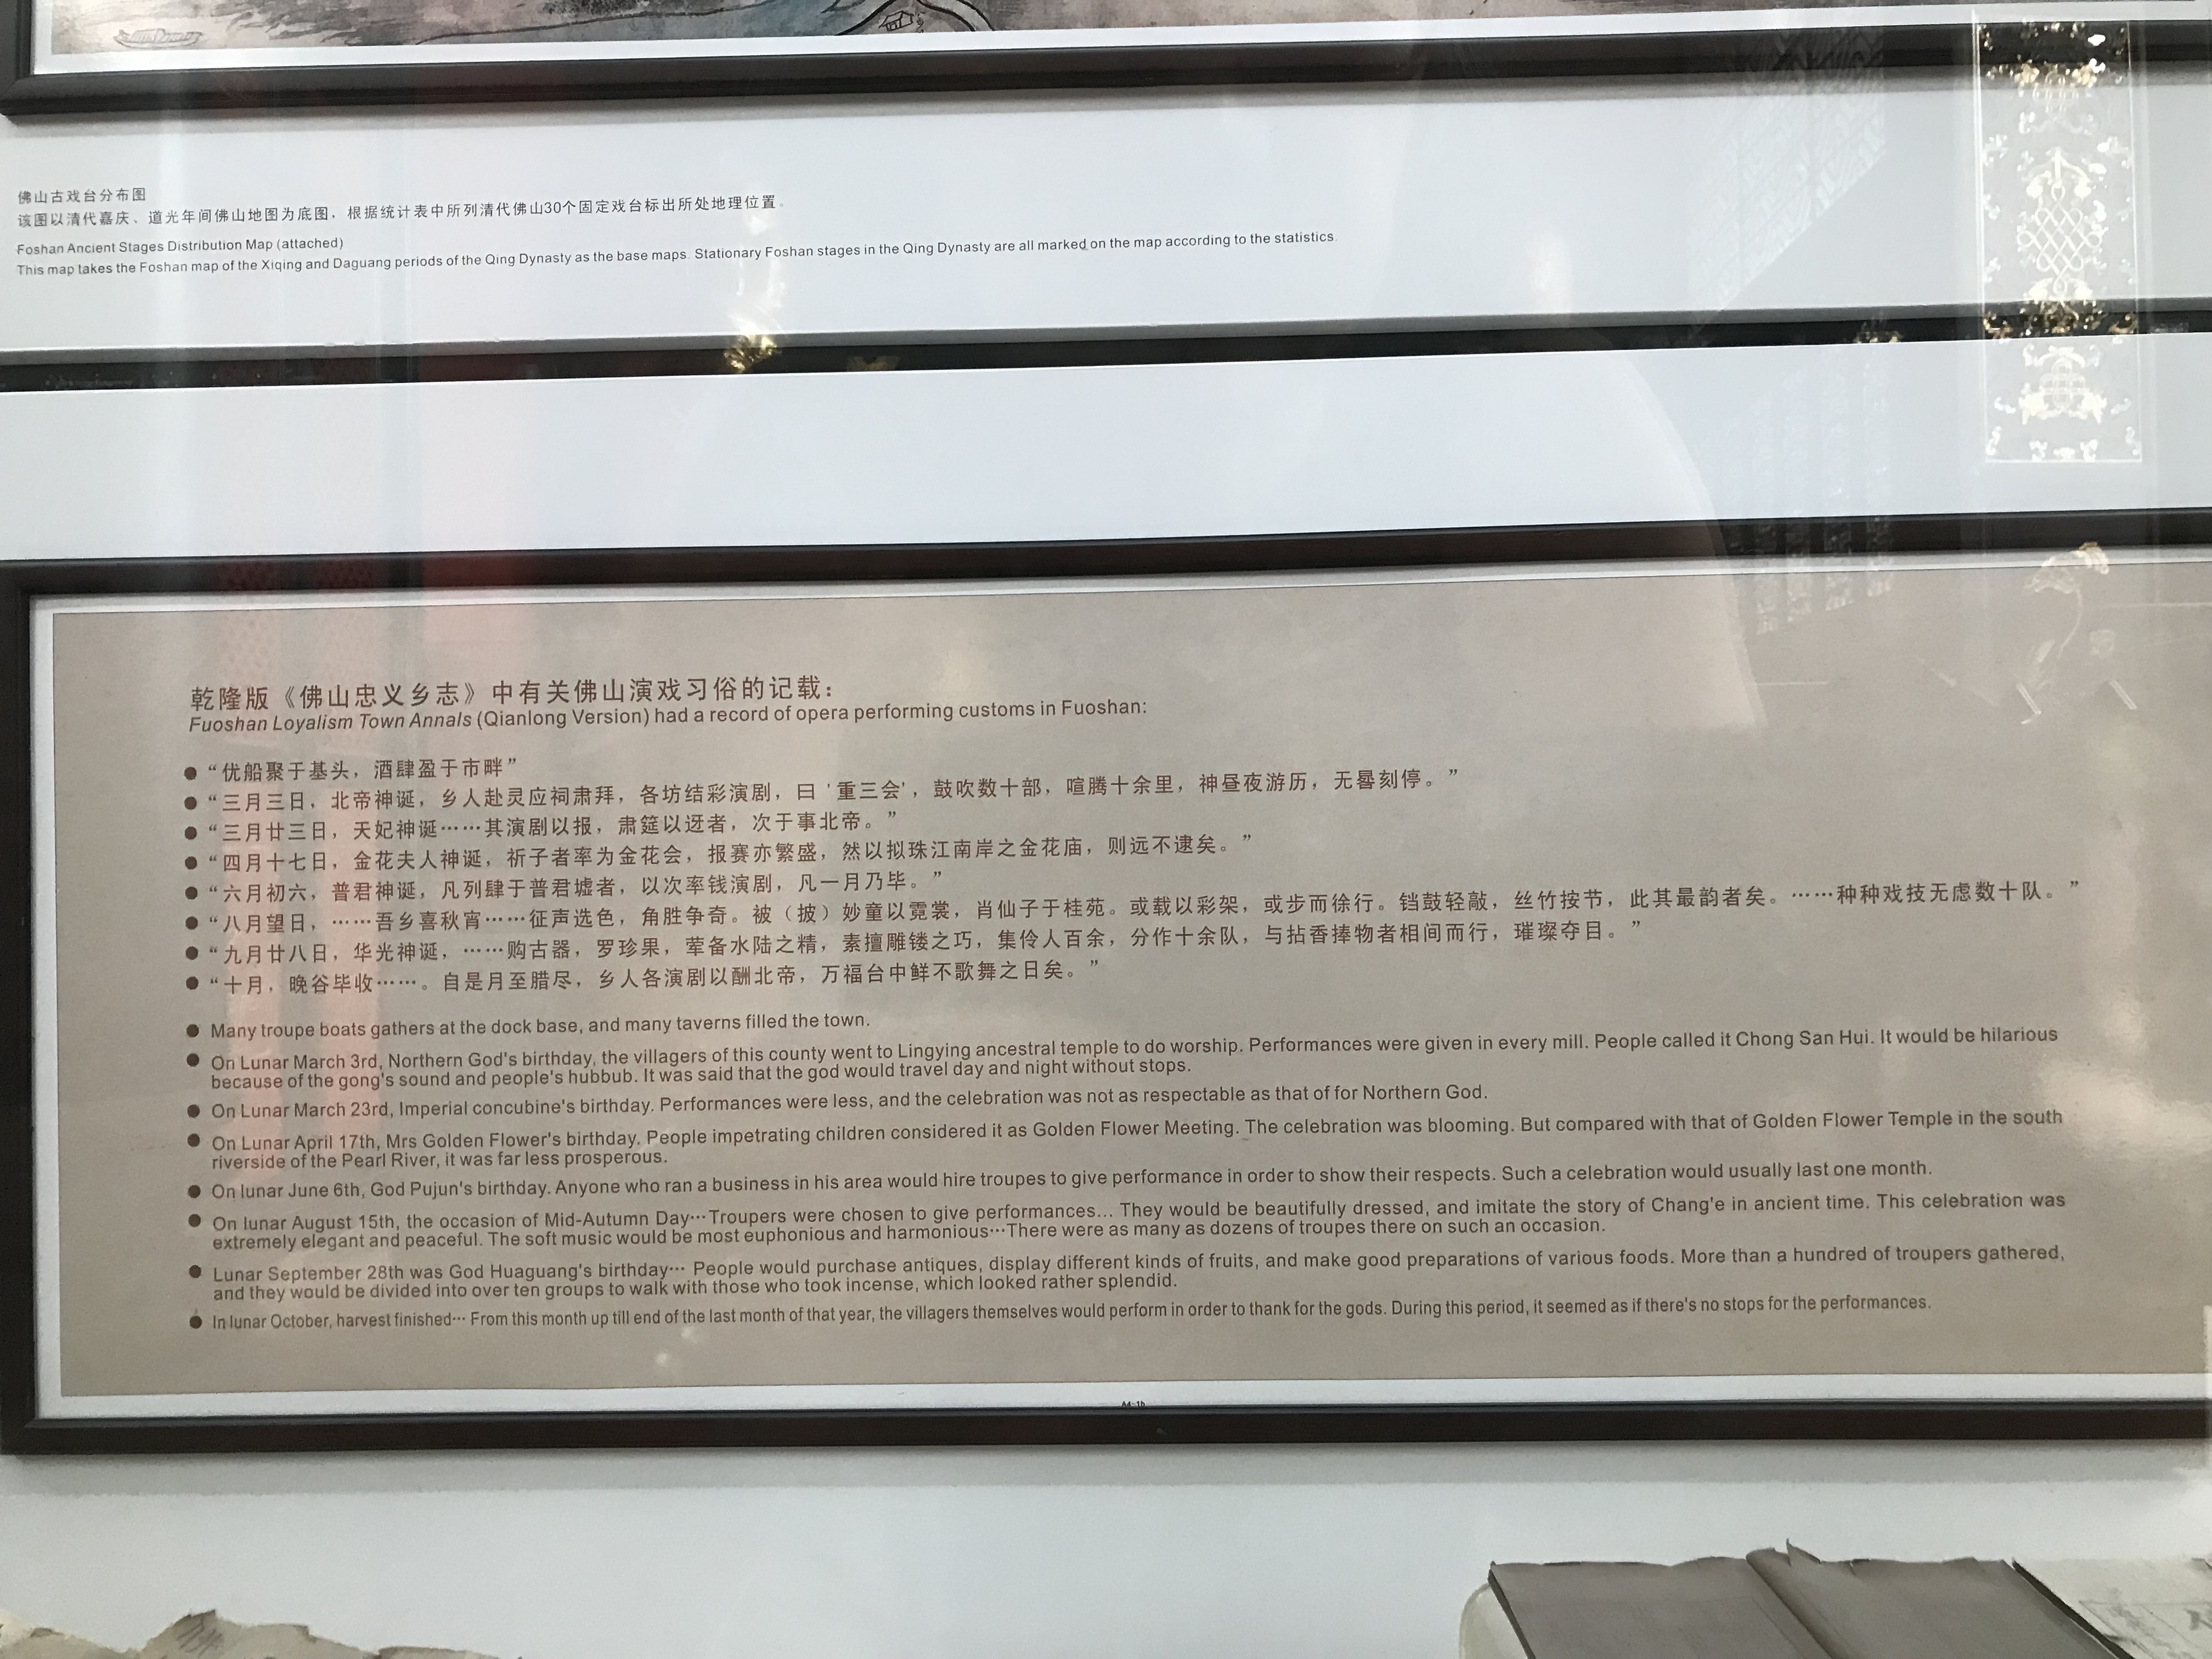 佛山古戏台分布图
该图以清代嘉庆、道光年间佛山地图为底图，根据统计表中所列清代佛山30个固定戏台标出所处地理位置。
Foshan Ancient Stages Distribution Map (attached)
This map takes the Foshan map of the Xiqing and Daguang periods of the Qing Dynasty as the base maps. Stationary Foshan stages in the Qing Dynasty are all marked on the map according to the statistics.
乾隆版《佛山忠义乡志》中有关佛山演戏习俗的记载：
Fuoshan Loyalism Town Annals (Qianlong Version) had a record of opera performing customs in Fuoshan:
● “优船聚于基头，酒肆盈于市畔”
● “三月三日，北帝神诞，乡人赴灵应祠肃拜，各坊结彩演剧，曰 '重三会'，鼓吹数十部，喧腾十余里，神昼夜游历，无晷刻停。”
● “三月廿三日，天妃神诞……其演剧以报，肃筵以迓者，次于事北帝。”
● “四月十七日，金花夫人神诞，祈子者率为金花会，报赛亦繁盛，然以拟珠江南岸之金花庙，则远不逮矣。”
● “六月初六，普君神诞，凡列肆于普君墟者，以次率钱演剧，凡一月乃毕。”
● “八月望日，……吾乡喜秋宵……征声选色，角胜争奇。被（披）妙童以霓裳，肖仙子于桂苑。或载以彩架，或步而徐行。铛鼓轻敲，丝竹按节，此其最韵者矣。……种种戏技无虑数十队。”
● “九月廿八日，华光神诞，……购古器，罗珍果，荤备水陆之精，素擅雕镂之巧，集伶人百余，分作十余队，与拈香捧物者相间而行，璀璨夺目。”
● “十月，晚谷毕收……。自是月至腊尽，乡人各演剧以酬北帝，万福台中鲜不歌舞之日矣。”
● Many troupe boats gathers at the dock base, and many taverns filled the town.
● On Lunar March 3rd, Northern God's birthday, the villagers of this county went to Lingying ancestral temple to do worship. Performances were given in every mill. People called it Chong San Hui. It would be hilarious
because of the gong's sound and people's hubbub. It was said that the god would travel day and night without stops.
● On Lunar March 23rd, Imperial concubine's birthday. Performances were less, and the celebration was not as respectable as that of for Northern God.
● On Lunar April 17th, Mrs Golden Flower's birthday. People impetrating children considered it as Golden Flower Meeting. The celebration was blooming. But compared with that of Golden Flower Temple in the south
riverside of the Pearl River, it was far less prosperous.
● On lunar June 6th, God Pujun's birthday. Anyone who ran a business in his area would hire troupes to give performance in order to show their respects. Such a celebration would usually last one month.
● On lunar August 15th, the occasion of Mid-Autumn Day…Troupers were chosen to give performances... They would be beautifully dressed, and imitate the story of Chang'e in ancient time. This celebration was
extremely elegant and peaceful. The soft music would be most euphonious and harmonious…There were as many as dozens of troupes there on such an occasion.
● Lunar September 28th was God Huaguang's birthday… People would purchase antiques, display different kinds of fruits, and make good preparations of various foods. More than a hundred of troupers gathered,
and they would be divided into over ten groups to walk with those who took incense, which looked rather splendid.
● In lunar October, harvest finished… From this month up till end of the last month of that year, the villagers themselves would perform in order to thank for the gods. During this period, it seemed as if there's no stops for the performances.